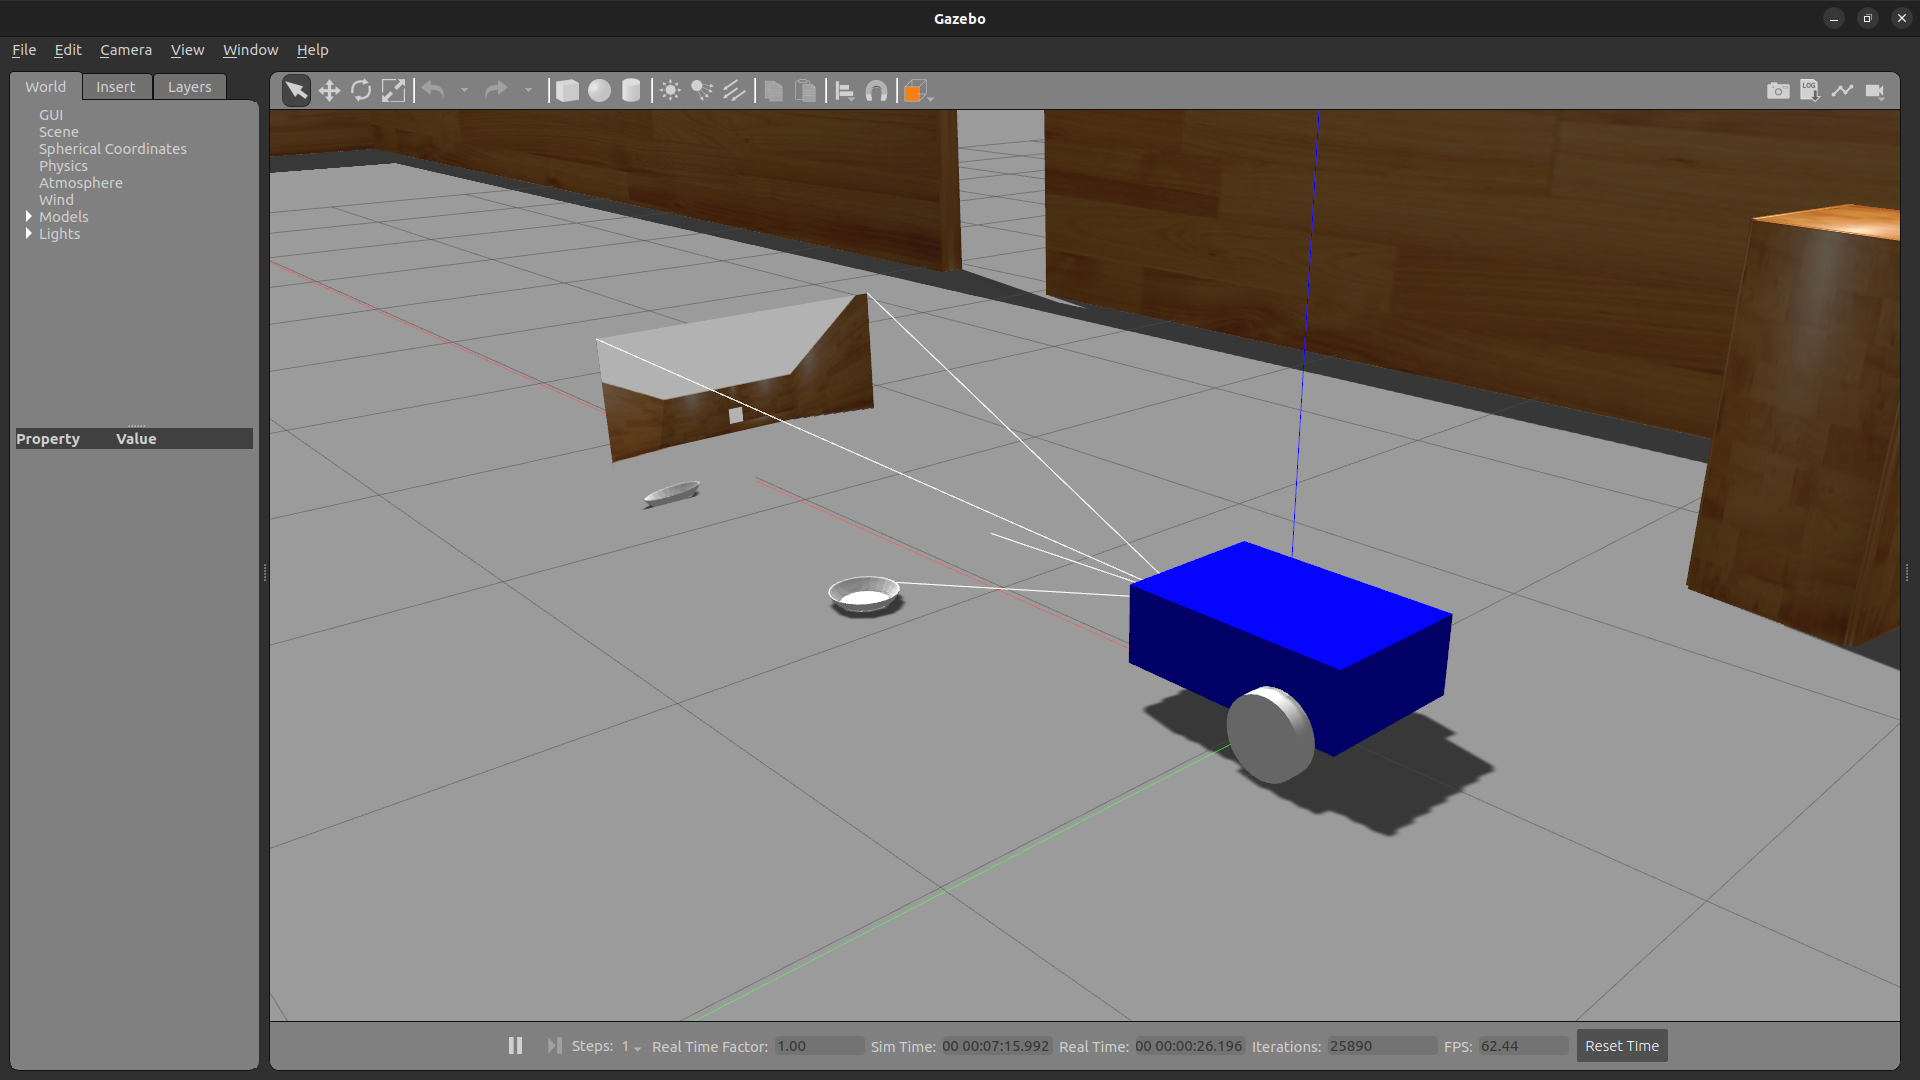 Gazebo
File Edit Camera View Window Help
World Insert Layers
LOG
GUI
Scene
Spherical Coordinates
Physics
Atmosphere
Wind
Models
Lights
Property Value
Steps: 1 Real Time Factor: 1.00 Sim Time: 00 00:07:15.992 Real Time: 00 00:00:26.196 Iterations: 25890 FPS: 62.44 Reset Time